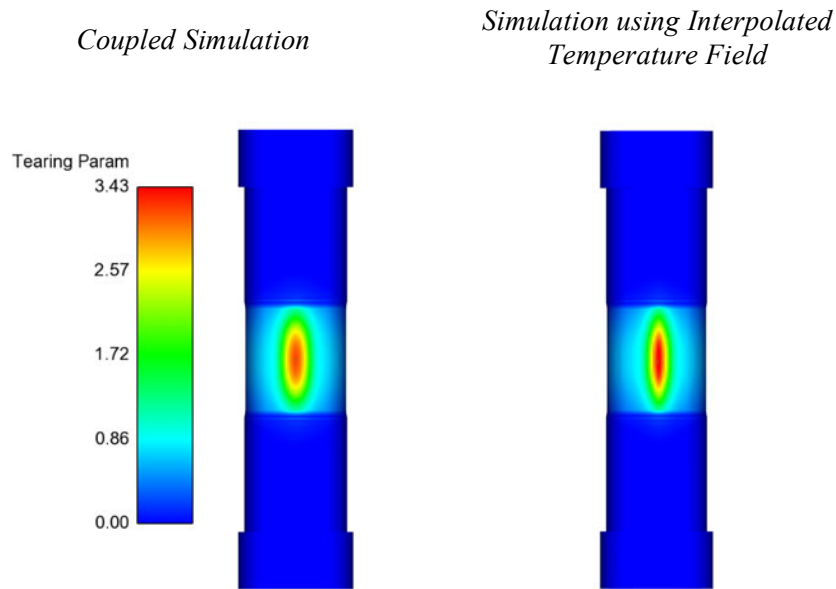 Coupled Simulation
Simulation using Interpolated
Temperature Field
Tearing Param
3.43
2.57
1.72
0.86
0.00